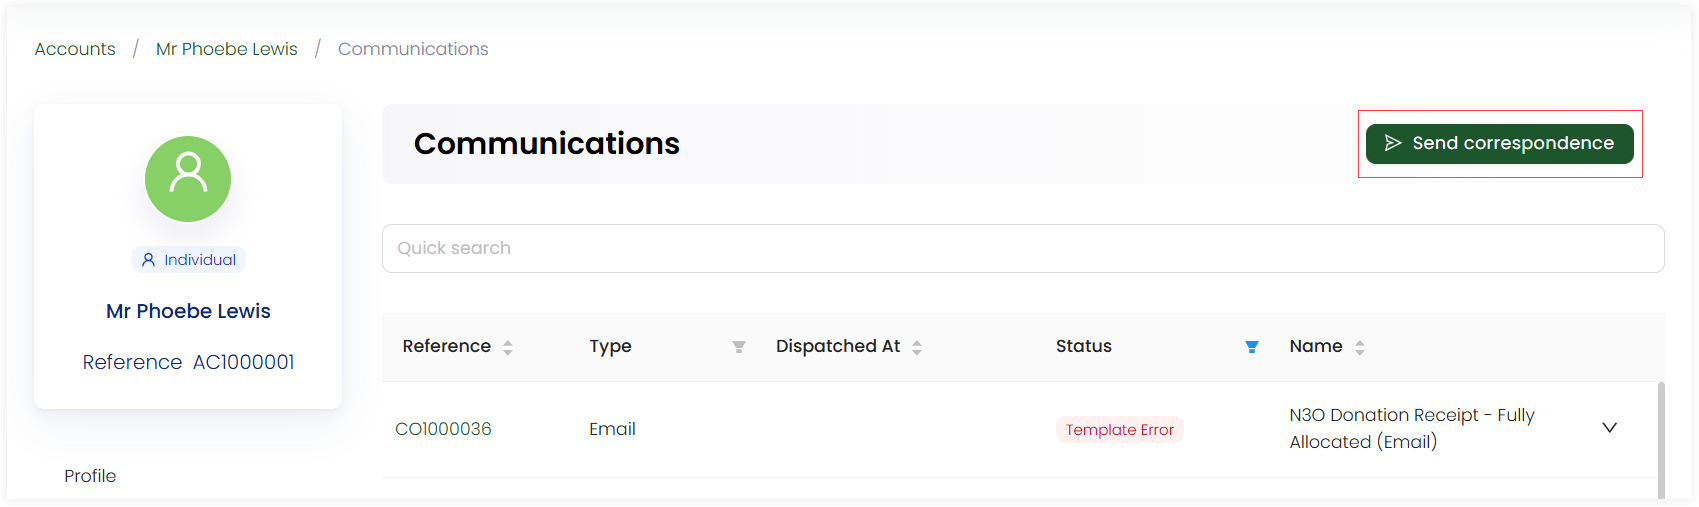 Accounts / Mr Phoebe Lewis / Communications
Individual
Mr Phoebe Lewis
Reference AC1000001
Profile
Communications
Send correspondence
Quick search
Reference Type Dispatched At Status Name
CO1000036 Email Template Error N3O Donation Receipt - Fully
Allocated (Email)